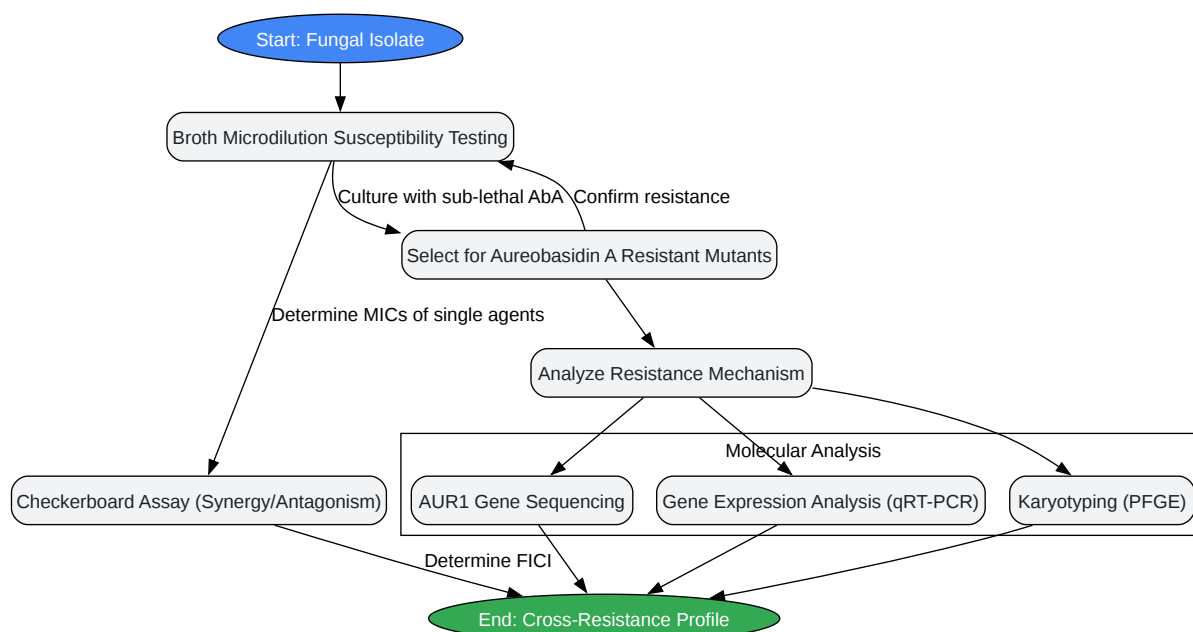 Start: Fungal Isolate
Broth Microdilution Susceptibility Testing
Culture with sub-lethal AbA
Confirm resistance
Select for Aureobasidin A Resistant Mutants
Determine MICs of single agents
Analyze Resistance Mechanism
Molecular Analysis
Checkerboard Assay (Synergy/Antagonism)
AUR1 Gene Sequencing
Gene Expression Analysis (qRT-PCR)
Karyotyping (PFGE)
Determine FICI
End: Cross-Resistance Profile